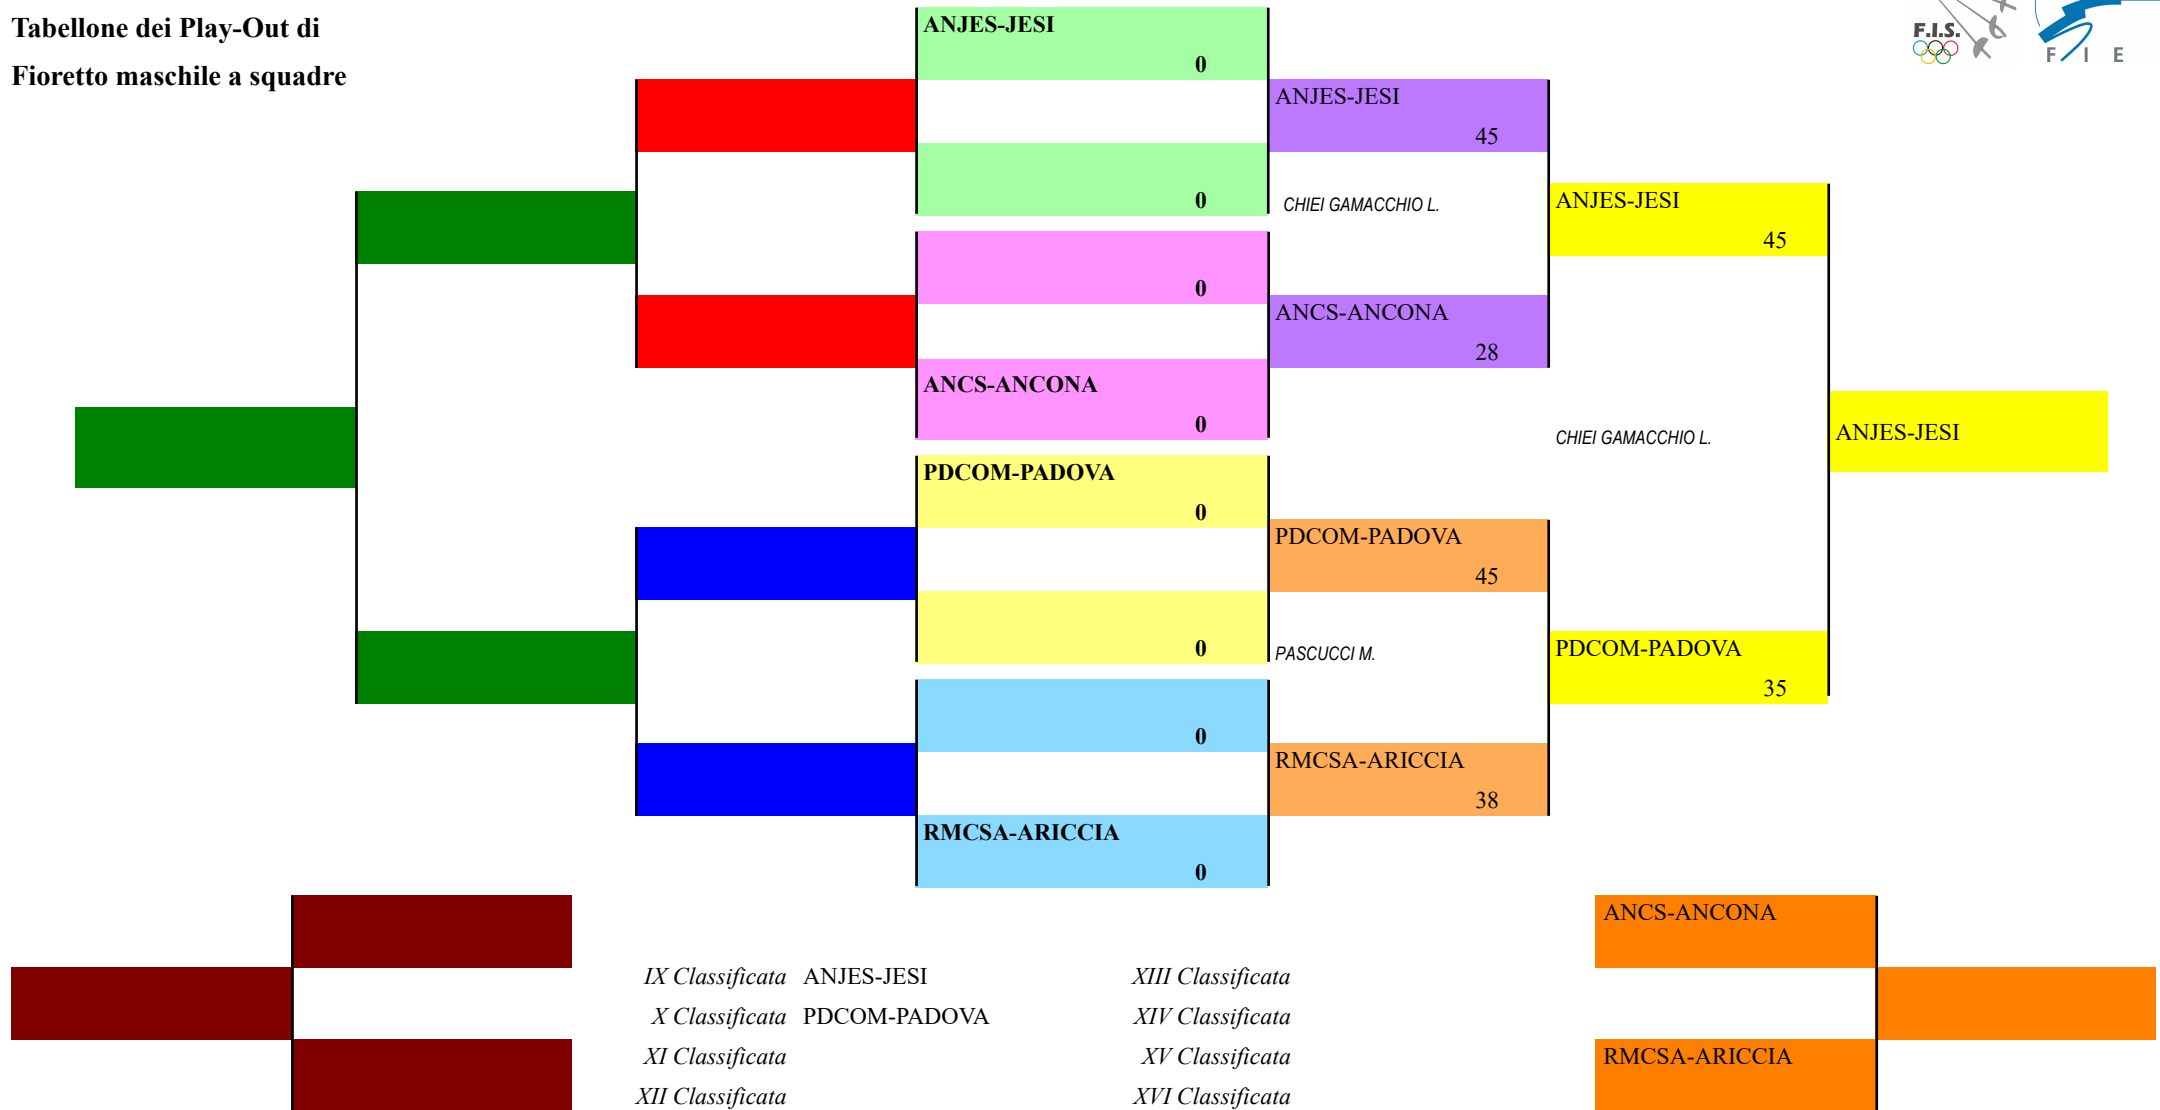 Tabellone dei Play-Out di
Fioretto maschile a squadre
F.I.S.
F I E
ANJES-JESI
0
0
0
ANCS-ANCONA
0
PDCOM-PADOVA
0
0
0
RMCSA-ARICCIA
0
ANJES-JESI
45
CHIEI GAMACCHIO L.
ANCS-ANCONA
28
PDCOM-PADOVA
45
PASCUCCI M.
RMCSA-ARICCIA
38
ANJES-JESI
45
CHIEI GAMACCHIO L.
PDCOM-PADOVA
35
ANJES-JESI
IX Classificata ANJES-JESI
X Classificata PDCOM-PADOVA
XI Classificata
XII Classificata
XIII Classificata
XIV Classificata
XV Classificata
XVI Classificata
ANCS-ANCONA
RMCSA-ARICCIA